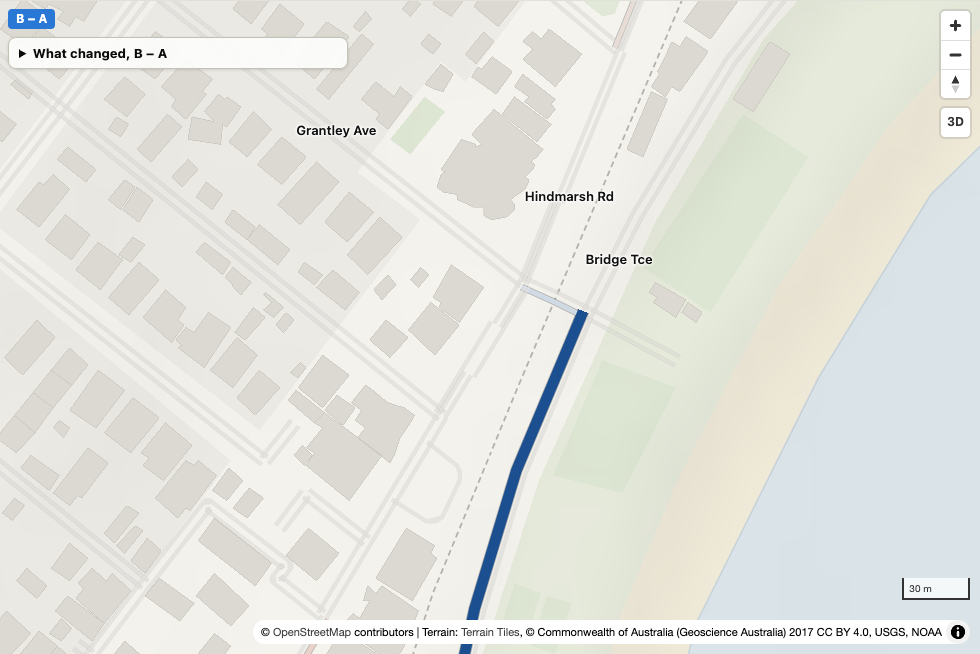 B – A
▶ What changed, B – A
3D
Grantley Ave
Hindmarsh Rd
Bridge Tce
30 m
© OpenStreetMap contributors | Terrain: Terrain Tiles, © Commonwealth of Australia (Geoscience Australia) 2017 CC BY 4.0, USGS, NOAA